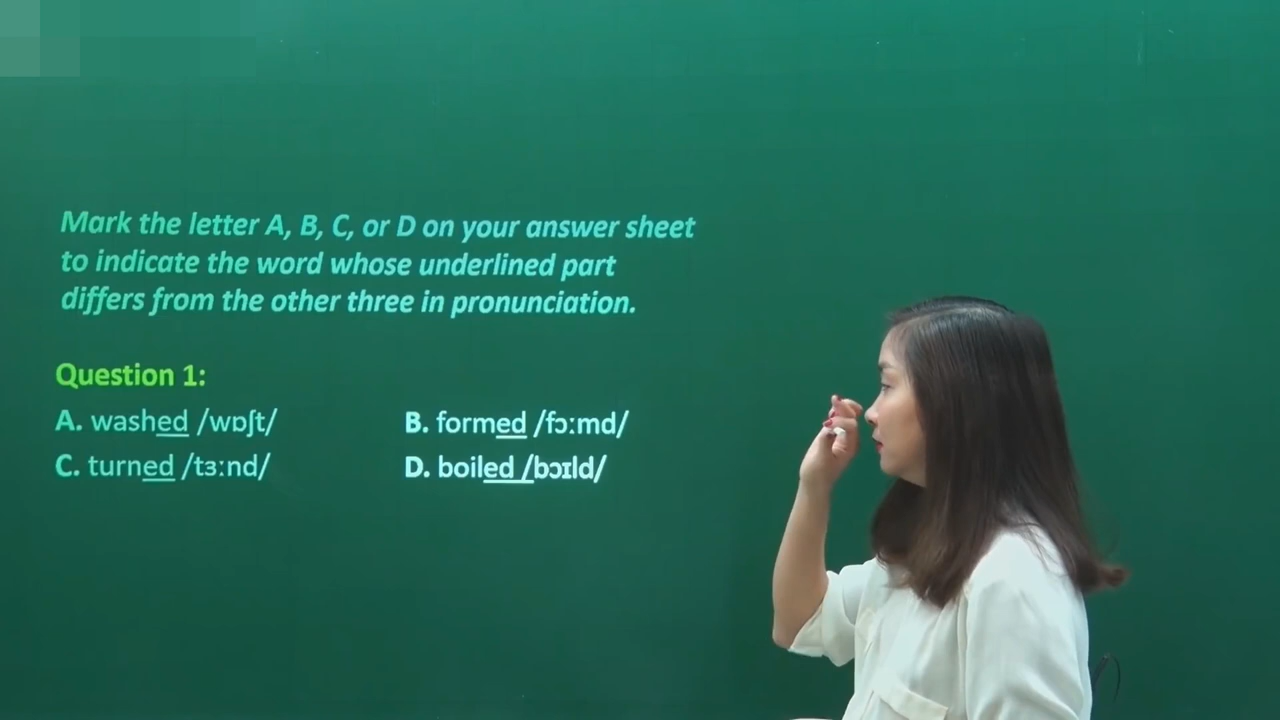 Mark the letter A, B, C, or D on your answer sheet
to indicate the word whose underlined part
differs from the other three in pronunciation.
Question 1:
A. washed /wɒʃt/ B. formed /fɔːmd/
C. turned /tɜːnd/ D. boiled /bɔɪld/